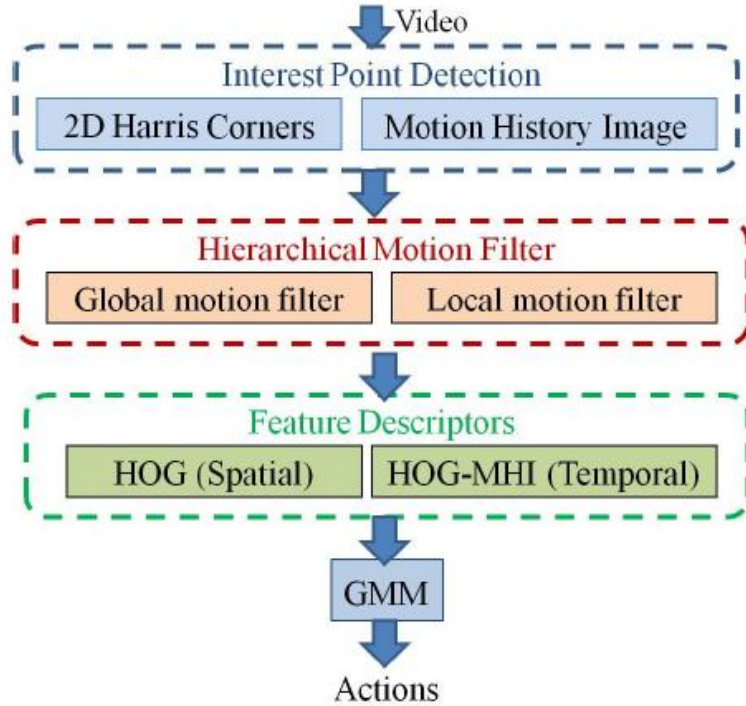 Video
Interest Point Detection
2D Harris Corners
Motion History Image
Hierarchical Motion Filter
Global motion filter
Local motion filter
Feature Descriptors
HOG (Spatial)
HOG-MHI (Temporal)
GMM
Actions